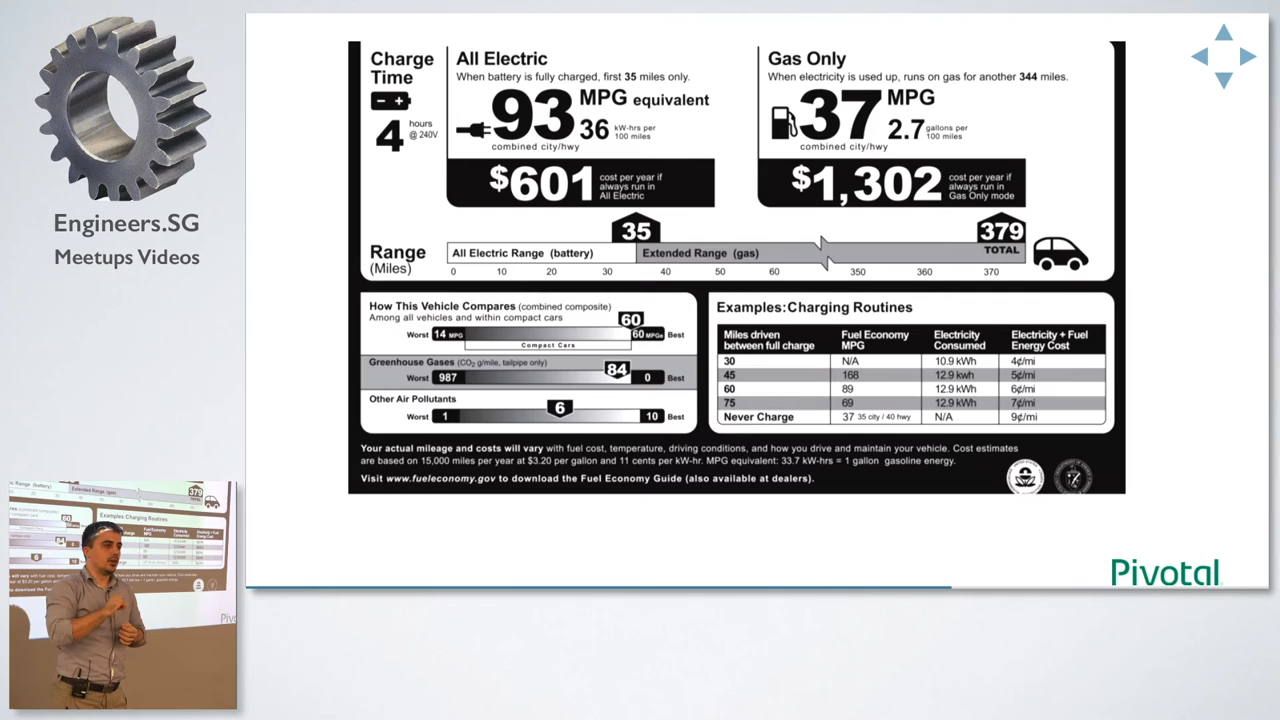 Engineers.SG
Meetups Videos
Charge Time
4 hours @ 240V
All Electric
When battery is fully charged, first 35 miles only.
93 MPG equivalent
36 kW-hrs per 100 miles
combined city/hwy
$601 cost per year if always run in All Electric
Gas Only
When electricity is used up, runs on gas for another 344 miles.
37 MPG
2.7 gallons per 100 miles
combined city/hwy
$1,302 cost per year if always run in Gas Only mode
Range (Miles)
35
379 TOTAL
All Electric Range (battery)
Extended Range (gas)
0 10 20 30 40 50 60 350 360 370
How This Vehicle Compares (combined composite)
Among all vehicles and within compact cars
60
Worst 14 MPG 60 MPGe Best
Compact Cars
Greenhouse Gases (CO2 g/mile, tailpipe only)
84
Worst 987 0 Best
Other Air Pollutants
6
Worst 1 10 Best
Examples:Charging Routines
Miles driven between full charge Fuel Economy MPG Electricity Consumed Electricity + Fuel Energy Cost
30 N/A 10.9 kWh 4¢/mi
45 168 12.9 kwh 5¢/mi
60 89 12.9 kWh 6¢/mi
75 69 12.9 kWh 7¢/mi
Never Charge 37 35 city / 40 hwy N/A 9¢/mi
Your actual mileage and costs will vary with fuel cost, temperature, driving conditions, and how you drive and maintain your vehicle. Cost estimates
are based on 15,000 miles per year at $3.20 per gallon and 11 cents per kW-hr. MPG equivalent: 33.7 kW-hrs = 1 gallon gasoline energy.
Visit www.fueleconomy.gov to download the Fuel Economy Guide (also available at dealers).
Pivotal